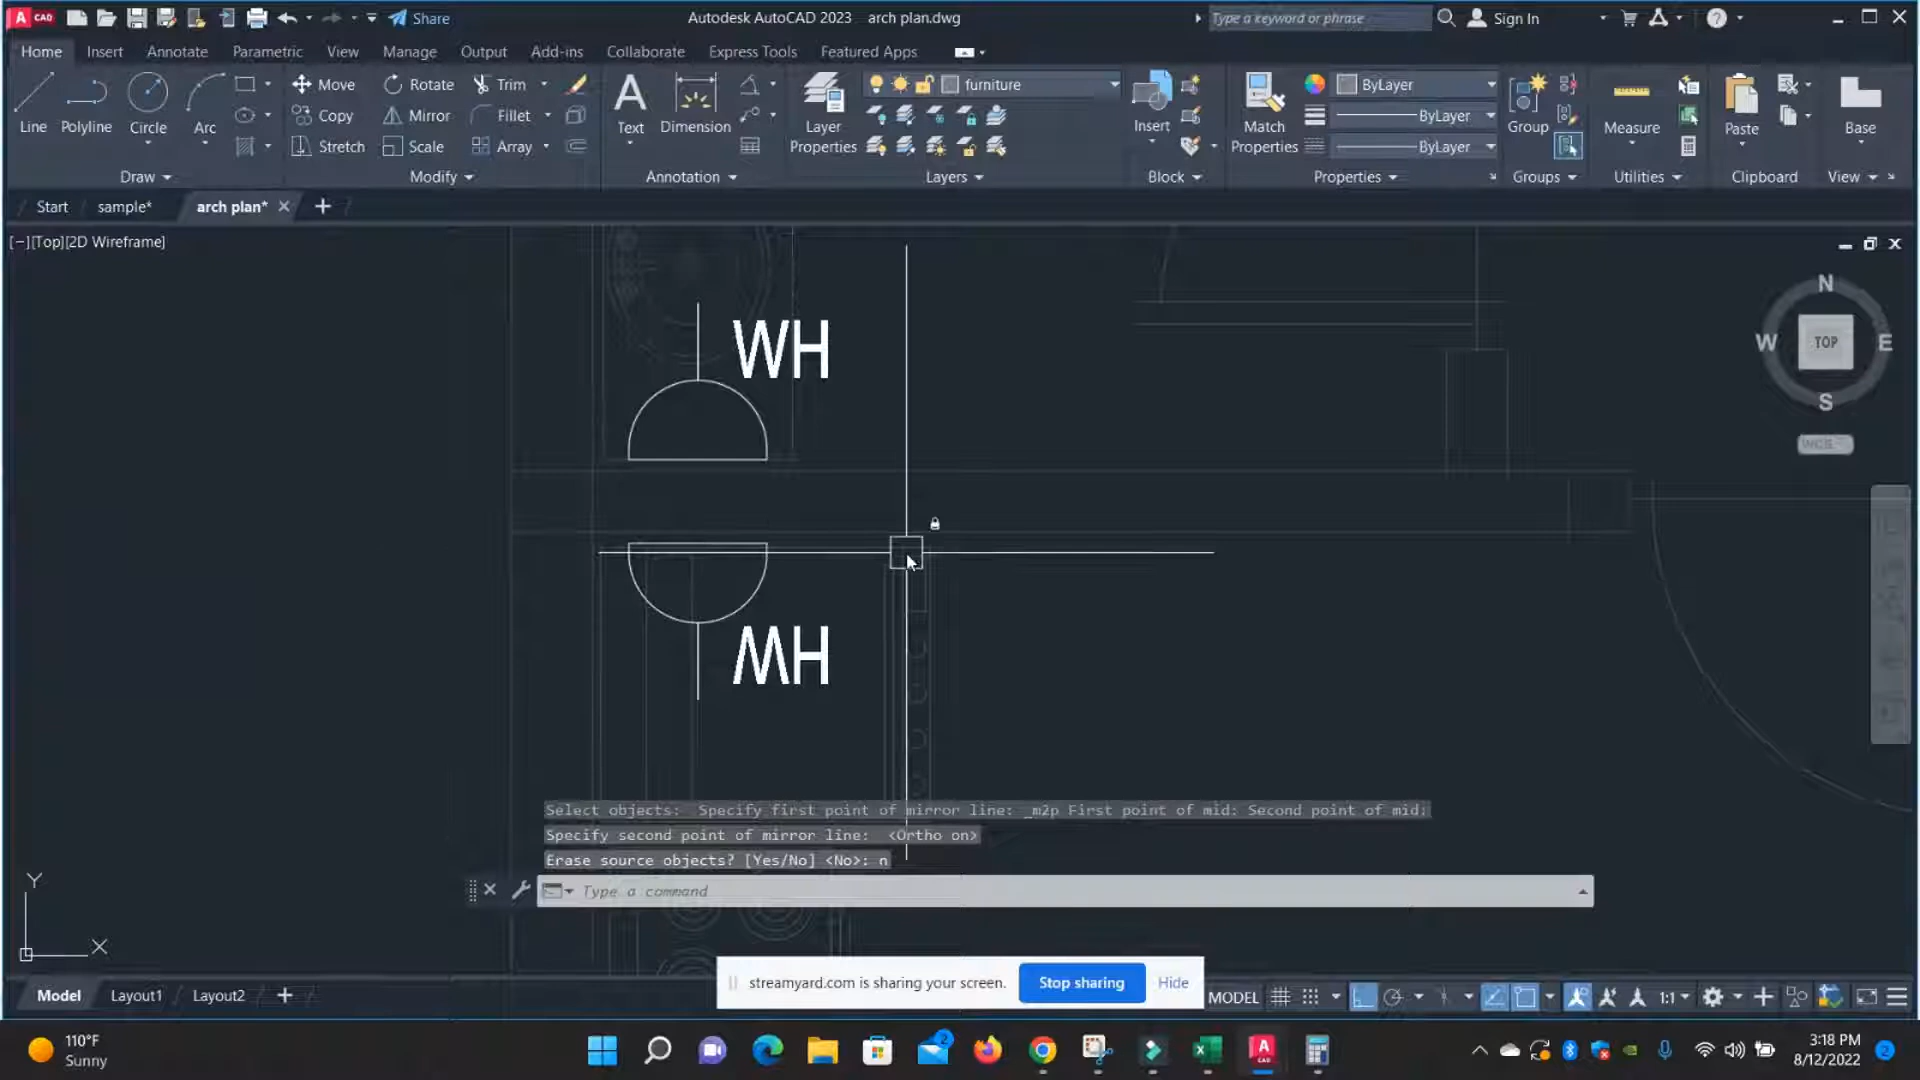 CAD
Share
Autodesk AutoCAD 2023 arch plan.dwg
Type a keyword or phrase
Sign In
Home Insert Annotate Parametric View Manage Output Add-ins Collaborate Express Tools Featured Apps
Line
Polyline
Circle
Arc
Draw
Move
Rotate
Trim
Copy
Mirror
Fillet
Stretch
Scale
Array
Modify
Text
Dimension
Annotation
Layer
Properties
furniture
Layers
Insert
Block
Match
Properties
ByLayer
ByLayer
ByLayer
Properties
Group
Groups
Measure
Utilities
Paste
Clipboard
Base
View
Start sample* arch plan*
[−][Top][2D Wireframe]
N
W TOP E
S
WCS
WH
WH
Select objects: Specify first point of mirror line: _m2p First point of mid: Second point of mid:
Specify second point of mirror line: <Ortho on>
Erase source objects? [Yes/No] <No>: n
Type a command
Y
X
streamyard.com is sharing your screen. Stop sharing Hide
Model Layout1 Layout2
MODEL
1:1
110°F
Sunny
2
A
CAD
3:18 PM
8/12/2022
2